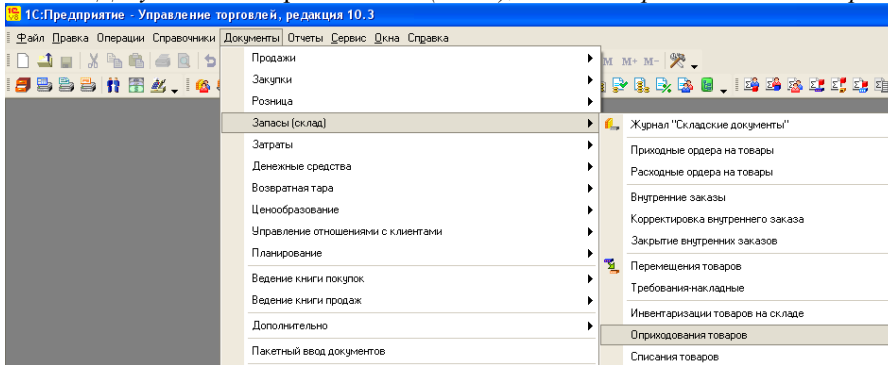 1С:Предприятие - Управление торговлей, редакция 10.3
Файл Правка Операции Справочники Документы Отчеты Сервис Окна Справка
M M+ M-
Продажи
Закупки
Розница
Запасы (склад)
Затраты
Денежные средства
Возвратная тара
Ценообразование
Управление отношениями с клиентами
Планирование
Ведение книги покупок
Ведение книги продаж
Дополнительно
Пакетный ввод документов
Журнал "Складские документы"
Приходные ордера на товары
Расходные ордера на товары
Внутренние заказы
Корректировка внутреннего заказа
Закрытие внутренних заказов
Перемещения товаров
Требования-накладные
Инвентаризации товаров на складе
Оприходования товаров
Списания товаров